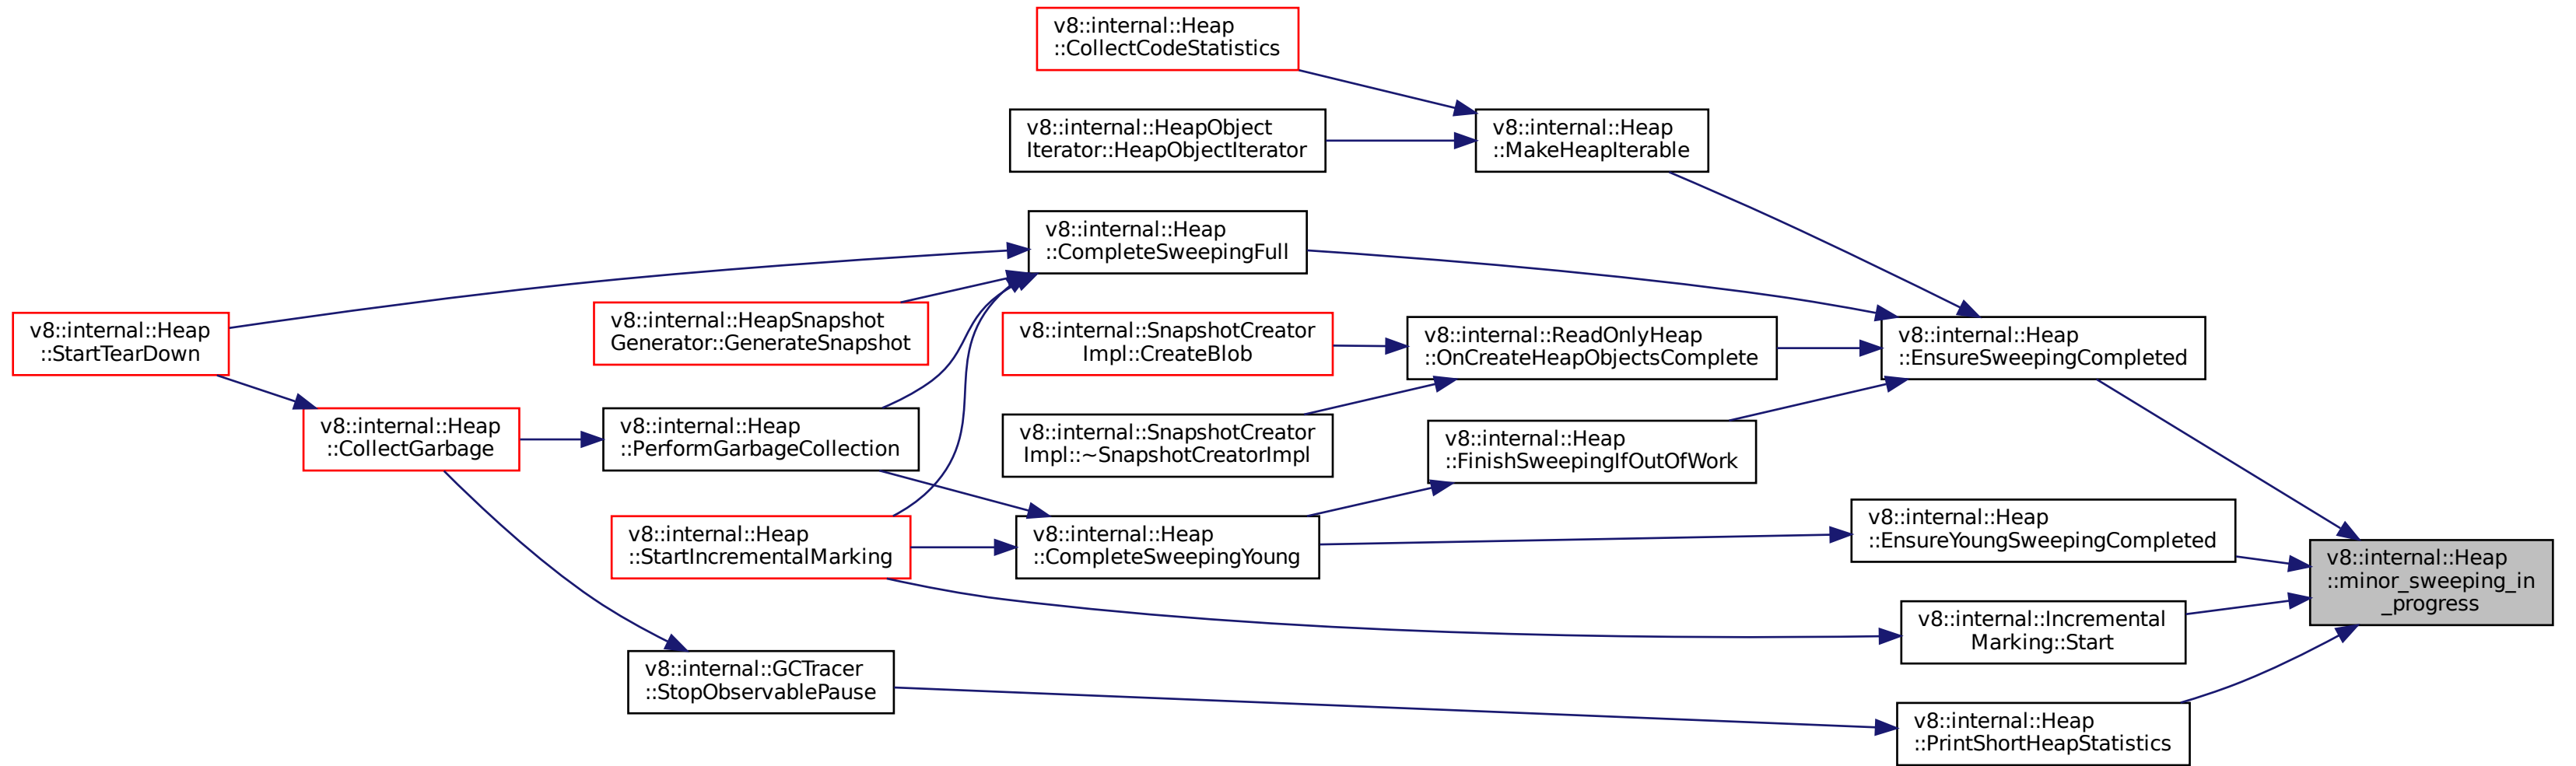 v8::internal::Heap
::CollectCodeStatistics
v8::internal::HeapObject
Iterator::HeapObjectIterator
v8::internal::Heap
::MakeHeapIterable
v8::internal::Heap
::CompleteSweepingFull
v8::internal::Heap
::StartTearDown
v8::internal::HeapSnapshot
Generator::GenerateSnapshot
v8::internal::SnapshotCreator
Impl::CreateBlob
v8::internal::ReadOnlyHeap
::OnCreateHeapObjectsComplete
v8::internal::Heap
::EnsureSweepingCompleted
v8::internal::Heap
::CollectGarbage
v8::internal::Heap
::PerformGarbageCollection
v8::internal::SnapshotCreator
Impl::~SnapshotCreatorImpl
v8::internal::Heap
::FinishSweepingIfOutOfWork
v8::internal::Heap
::StartIncrementalMarking
v8::internal::Heap
::CompleteSweepingYoung
v8::internal::Heap
::EnsureYoungSweepingCompleted
v8::internal::Heap
::minor_sweeping_in
_progress
v8::internal::Incremental
Marking::Start
v8::internal::GCTracer
::StopObservablePause
v8::internal::Heap
::PrintShortHeapStatistics